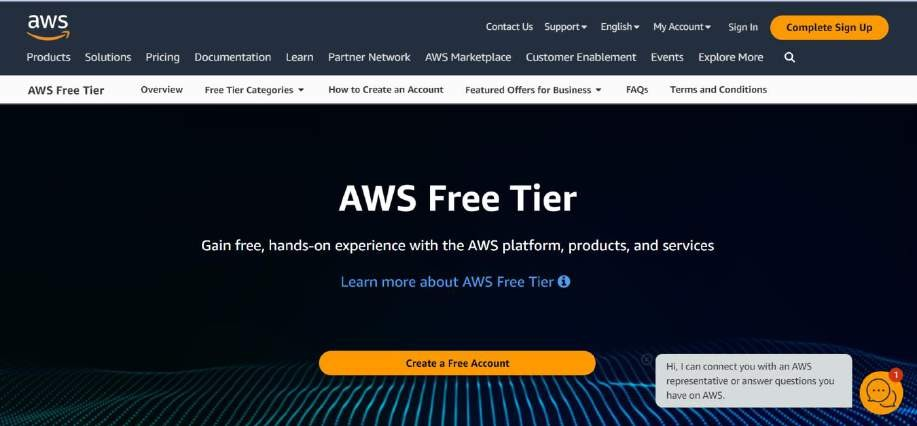 aws
Contact Us Support English My Account Sign In Complete Sign Up
Products Solutions Pricing Documentation Learn Partner Network AWS Marketplace Customer Enablement Events Explore More
AWS Free Tier Overview Free Tier Categories How to Create an Account Featured Offers for Business FAQs Terms and Conditions
AWS Free Tier
Gain free, hands-on experience with the AWS platform, products, and services
Learn more about AWS Free Tier
Create a Free Account
Hi, I can connect you with an AWS
representative or answer questions you
have on AWS.
1